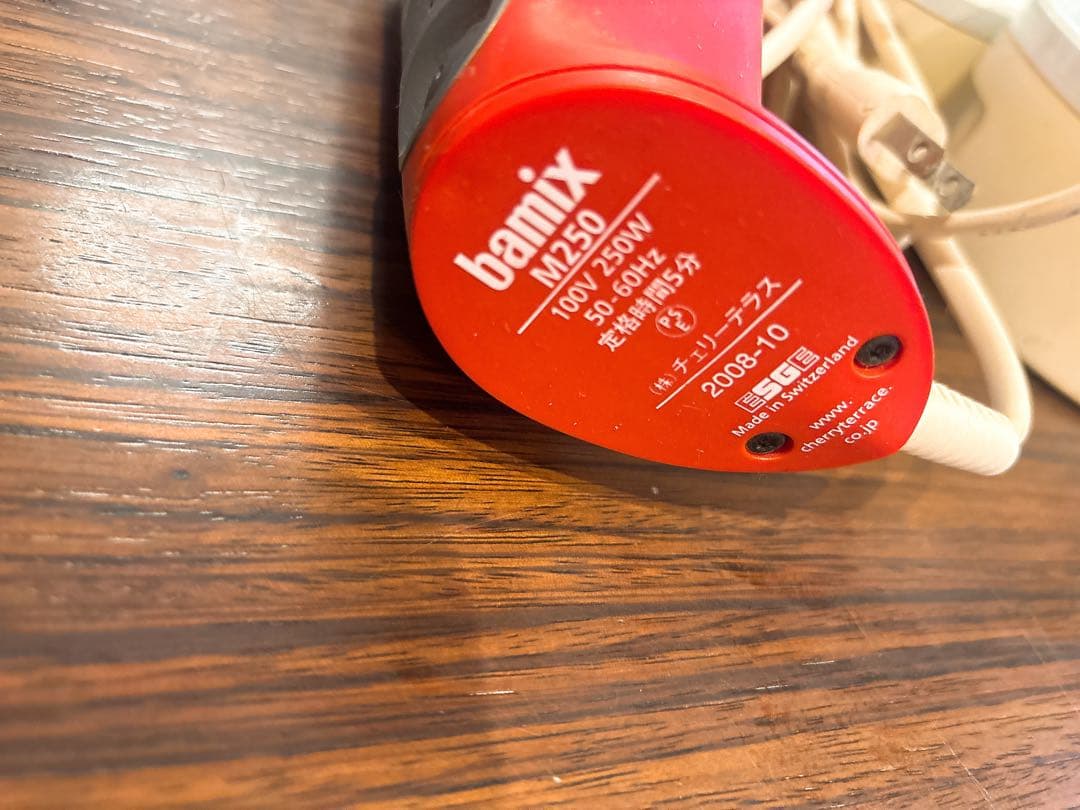 bamix
M250
100V 250W
50-60Hz
定格時間5分
PSE
(株)チェリーテラス
2008-10
ESGE
Made in Switzerland
www.
cherryterrace.
co.jp